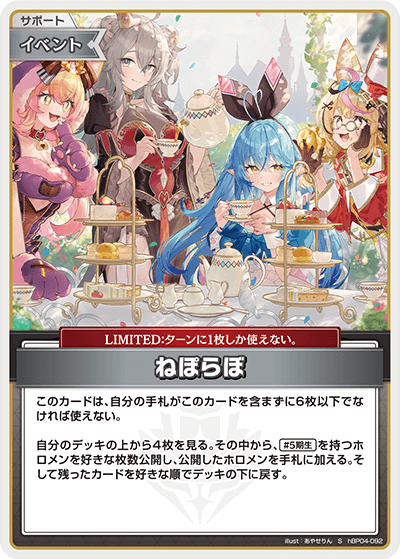 サポート
イベント
LIMITED:ターンに1枚しか使えない。
ねぽらぼ
このカードは、自分の手札がこのカードを含まずに6枚以下でな
ければ使えない。
自分のデッキの上から4枚を見る。その中から、#5期生を持つホ
ロメンを好きな枚数公開し、公開したホロメンを手札に加える。そ
して残ったカードを好きな順でデッキの下に戻す。
illust：あやせりん S hBP04-092